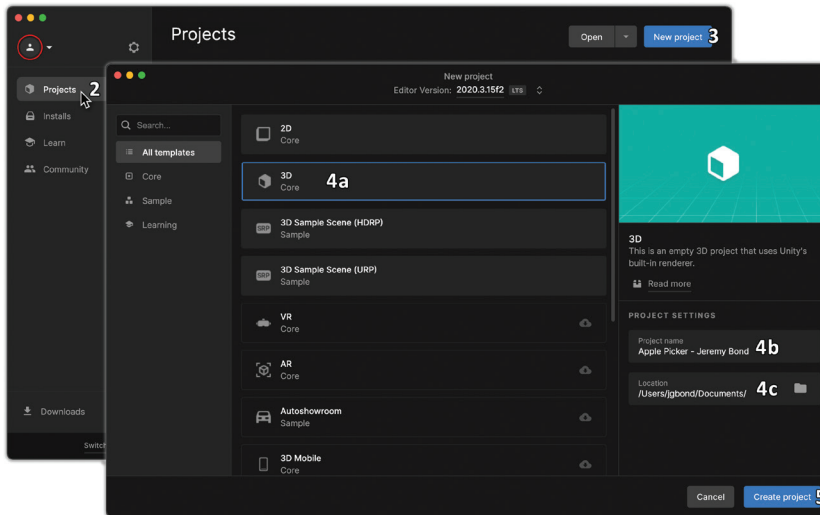 Projects
Open
New project 3
Projects 2
Installs
Learn
Community
Downloads
Switch
New project
Editor Version: 2020.3.15f2 LTS
Search...
All templates
Core
Sample
Learning
2D
Core
3D
Core
4a
3D Sample Scene (HDRP)
Sample
SRP
3D Sample Scene (URP)
Sample
SRP
VR
Core
AR
Core
Autoshowroom
Sample
3D Mobile
Core
3D
This is an empty 3D project that uses Unity's
built-in renderer.
Read more
PROJECT SETTINGS
Project name
Apple Picker - Jeremy Bond 4b
Location
/Users/jgbond/Documents/ 4c
Cancel
Create project 5